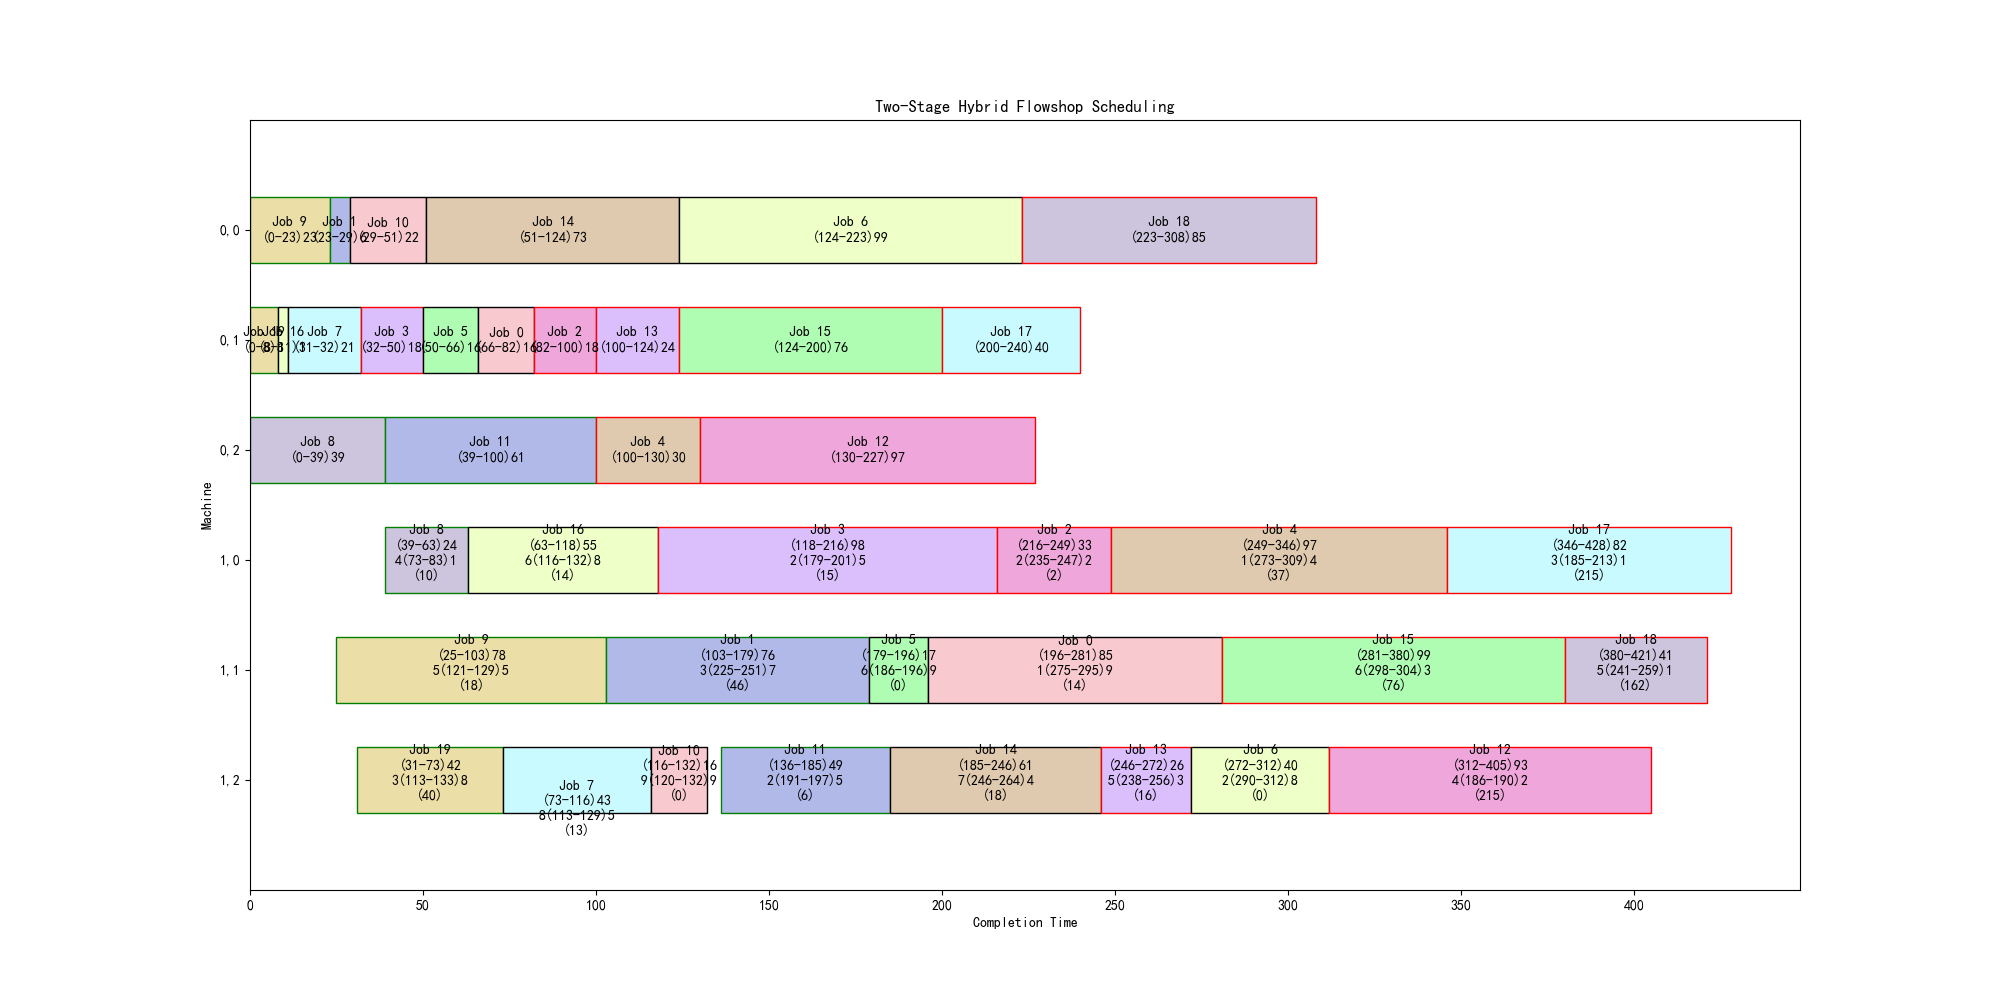 Two-Stage Hybrid Flowshop Scheduling
0,0
Job 9
(0-23)23
Job 1
(23-29)6
Job 10
(29-51)22
Job 14
(51-124)73
Job 6
(124-223)99
Job 18
(223-308)85
0,1
Job 16
Job 7
(11-32)21
Job 3
(32-50)18
Job 5
(50-66)16
Job 0
(66-82)16
Job 2
(82-100)18
Job 13
(100-124)24
Job 15
(124-200)76
Job 17
(200-240)40
0,2
Job 8
(0-39)39
Job 11
(39-100)61
Job 4
(100-130)30
Job 12
(130-227)97
Machine
1,0
Job 8
(39-63)24
4(73-83)1
(10)
Job 16
(63-118)55
6(116-132)8
(14)
Job 3
(118-216)98
2(179-201)5
(15)
Job 2
(216-249)33
2(235-247)2
(2)
Job 4
(249-346)97
1(273-309)4
(37)
Job 17
(346-428)82
3(185-213)1
(215)
1,1
Job 9
(25-103)78
5(121-129)5
(18)
Job 1
(103-179)76
3(225-251)7
(46)
Job 5
(179-196)17
6(186-196)9
(0)
Job 0
(196-281)85
1(275-295)9
(14)
Job 15
(281-380)99
6(298-304)3
(76)
Job 18
(380-421)41
5(241-259)1
(162)
1,2
Job 19
(31-73)42
3(113-133)8
(40)
Job 7
(73-116)43
8(113-129)5
(13)
Job 10
(116-132)16
9(120-132)9
(0)
Job 11
(136-185)49
2(191-197)5
(6)
Job 14
(185-246)61
7(246-264)4
(18)
Job 13
(246-272)26
5(238-256)3
(16)
Job 6
(272-312)40
2(290-312)8
(0)
Job 12
(312-405)93
4(186-190)2
(215)
0 50 100 150 200 250 300 350 400
Completion Time